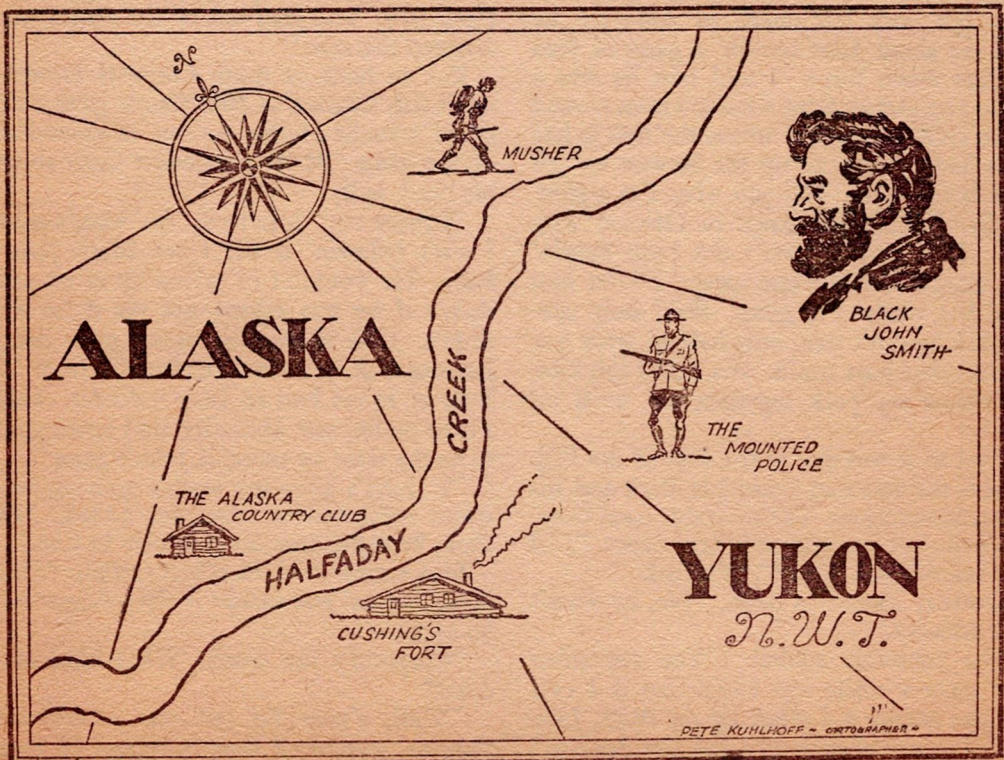 N
MUSHER
BLACK
JOHN
SMITH
ALASKA
CREEK
THE
MOUNTED
POLICE
THE ALASKA
COUNTRY CLUB
HALFADAY
YUKON
N.W.T.
CUSHING'S
FORT
PETE KUHLHOFF ~